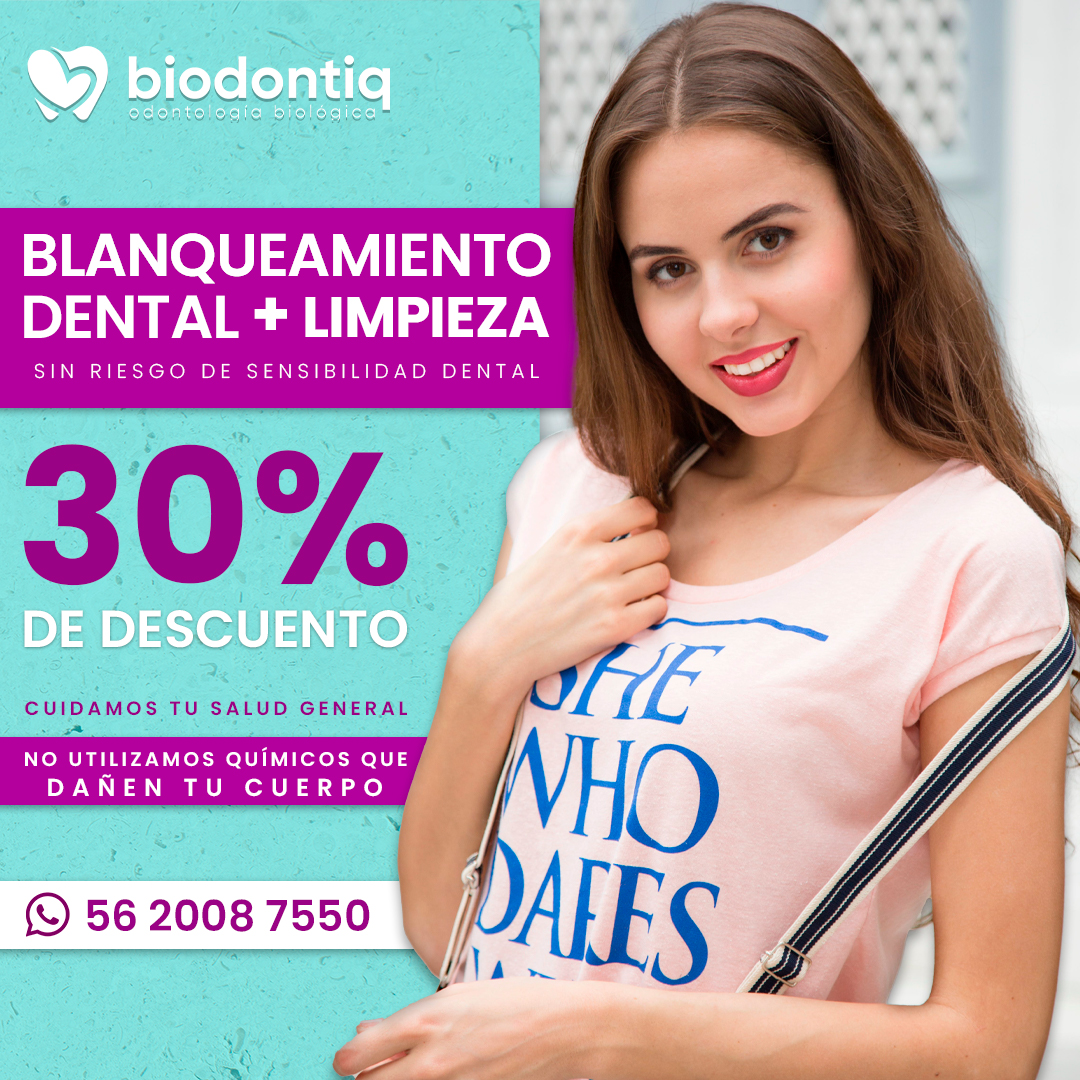 biodontiq
odontología biológica
BLANQUEAMIENTO
DENTAL + LIMPIEZA
SIN RIESGO DE SENSIBILIDAD DENTAL
30%
DE DESCUENTO
CUIDAMOS TU SALUD GENERAL
NO UTILIZAMOS QUÍMICOS QUE
DAÑEN TU CUERPO
56 2008 7550
SHE
WHO
DARES